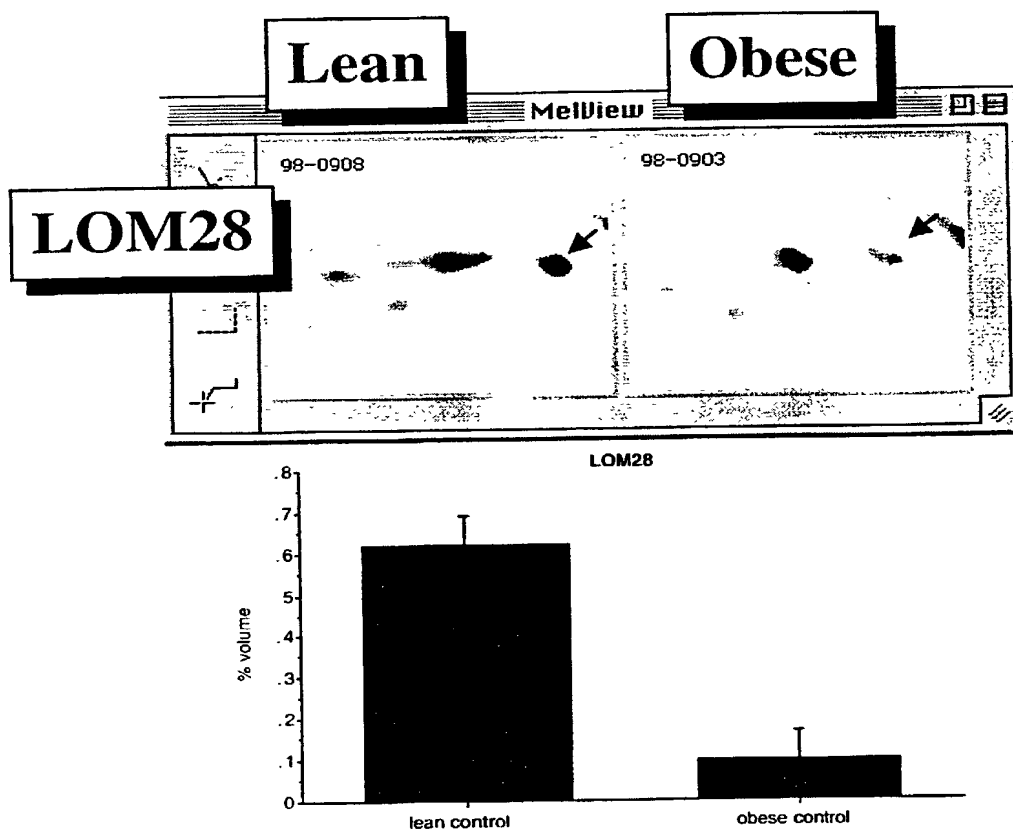 Lean
Obese
MelView
98-0908
98-0903
LOM28
LOM28
.8
.7
.6
5
.4
.3
.2
.1
0
% volume
lean control
obese control